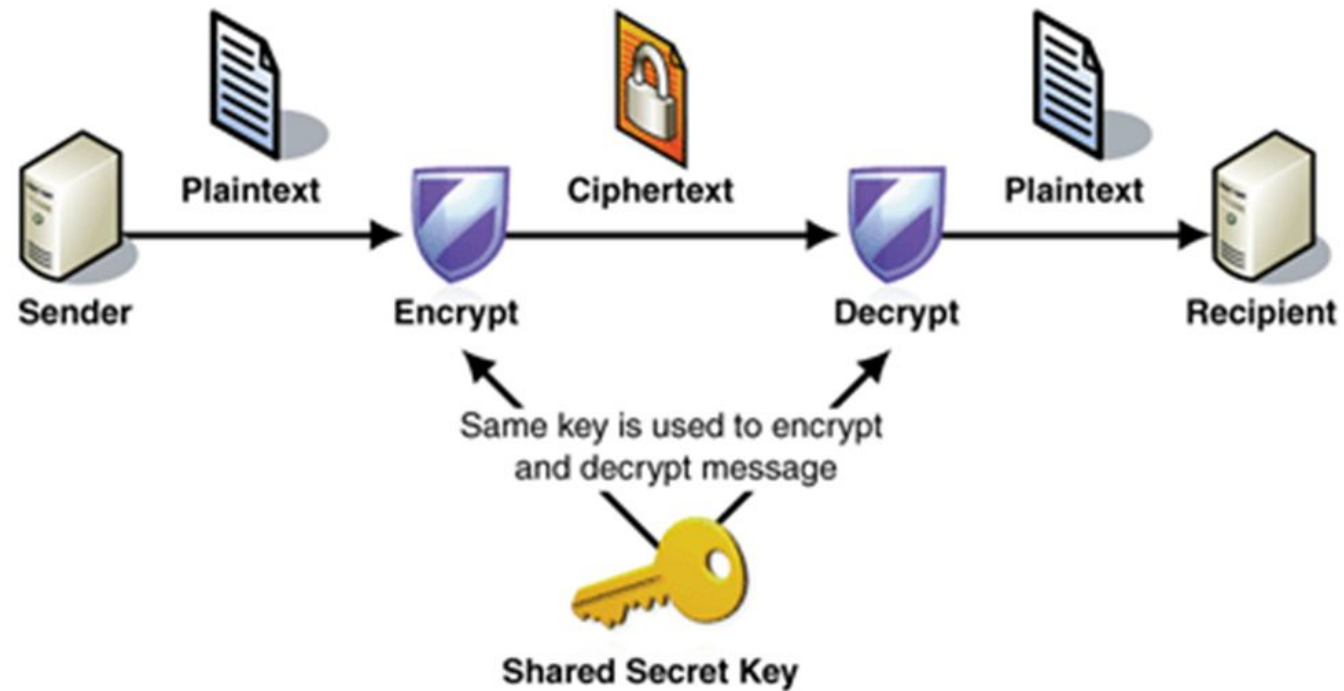 Plaintext
Ciphertext
Plaintext
Sender
Encrypt
Decrypt
Recipient
Same key is used to encrypt
and decrypt message
Shared Secret Key